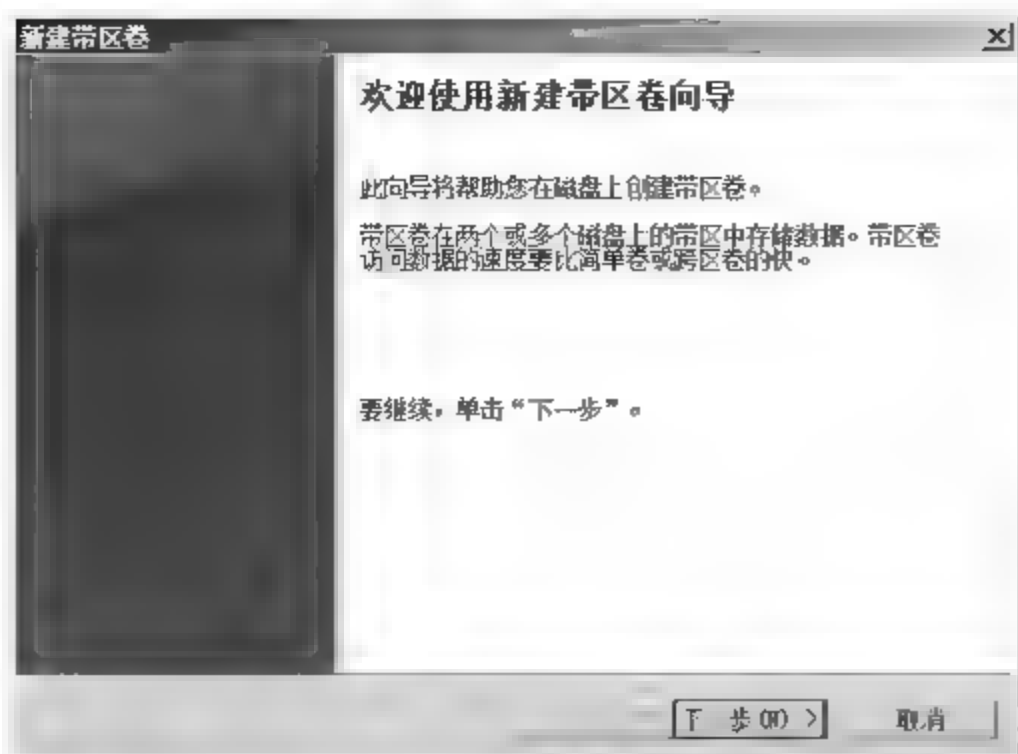 新建带区卷
欢迎使用新建带区卷向导
此向导将帮助您在磁盘上创建带区卷。
带区卷在两个或多个磁盘上的带区中存储数据。带区卷
访问数据的速度要比简单卷或跨区卷的快。
要继续，单击“下一步”。
下一步(N) >
取消